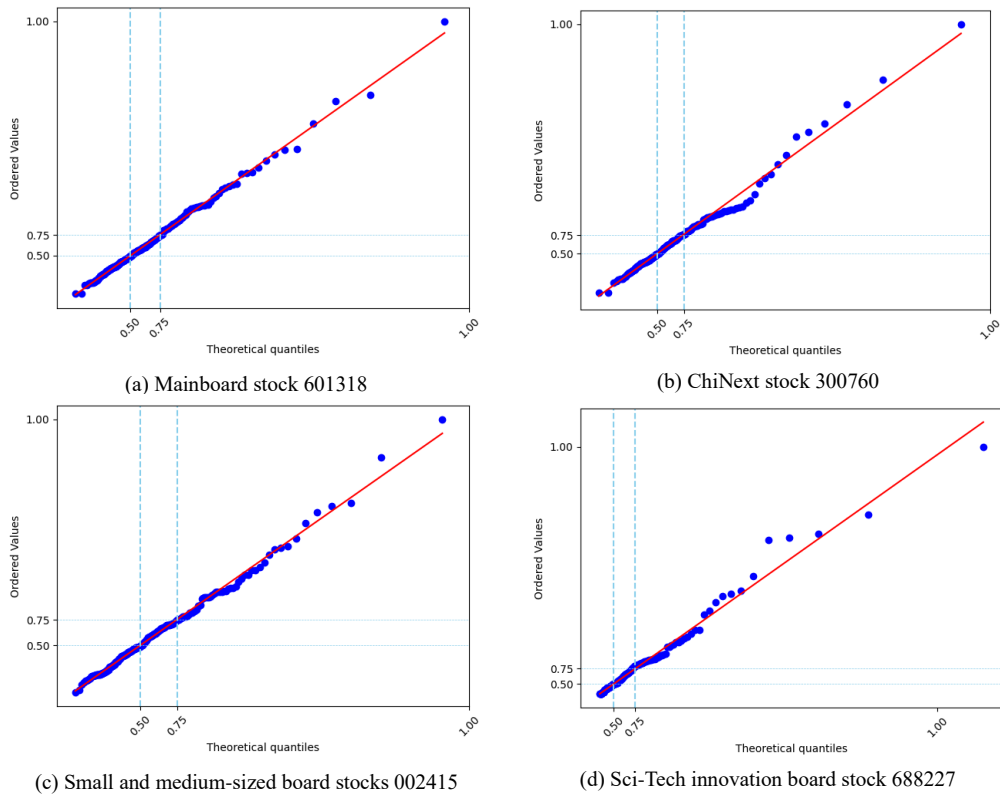 1.00
0.75
0.50
Ordered Values
0.50
0.75
1.00
Theoretical quantiles
(a) Mainboard stock 601318
1.00
0.75
0.50
Ordered Values
0.50
0.75
1.00
Theoretical quantiles
(b) ChiNext stock 300760
1.00
0.75
0.50
Ordered Values
0.50
0.75
1.00
Theoretical quantiles
(c) Small and medium-sized board stocks 002415
1.00
0.75
0.50
Ordered Values
0.50
0.75
1.00
Theoretical quantiles
(d) Sci-Tech innovation board stock 688227